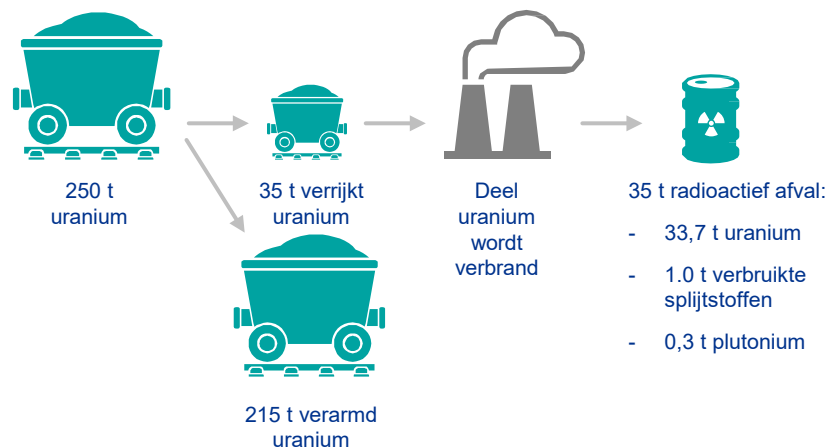 250 t
uranium
35 t verrijkt
uranium
Deel
uranium
wordt
verbrand
35 t radioactief afval:
- 33,7 t uranium
- 1.0 t verbruikte
splijtstoffen
- 0,3 t plutonium
215 t verarmd
uranium